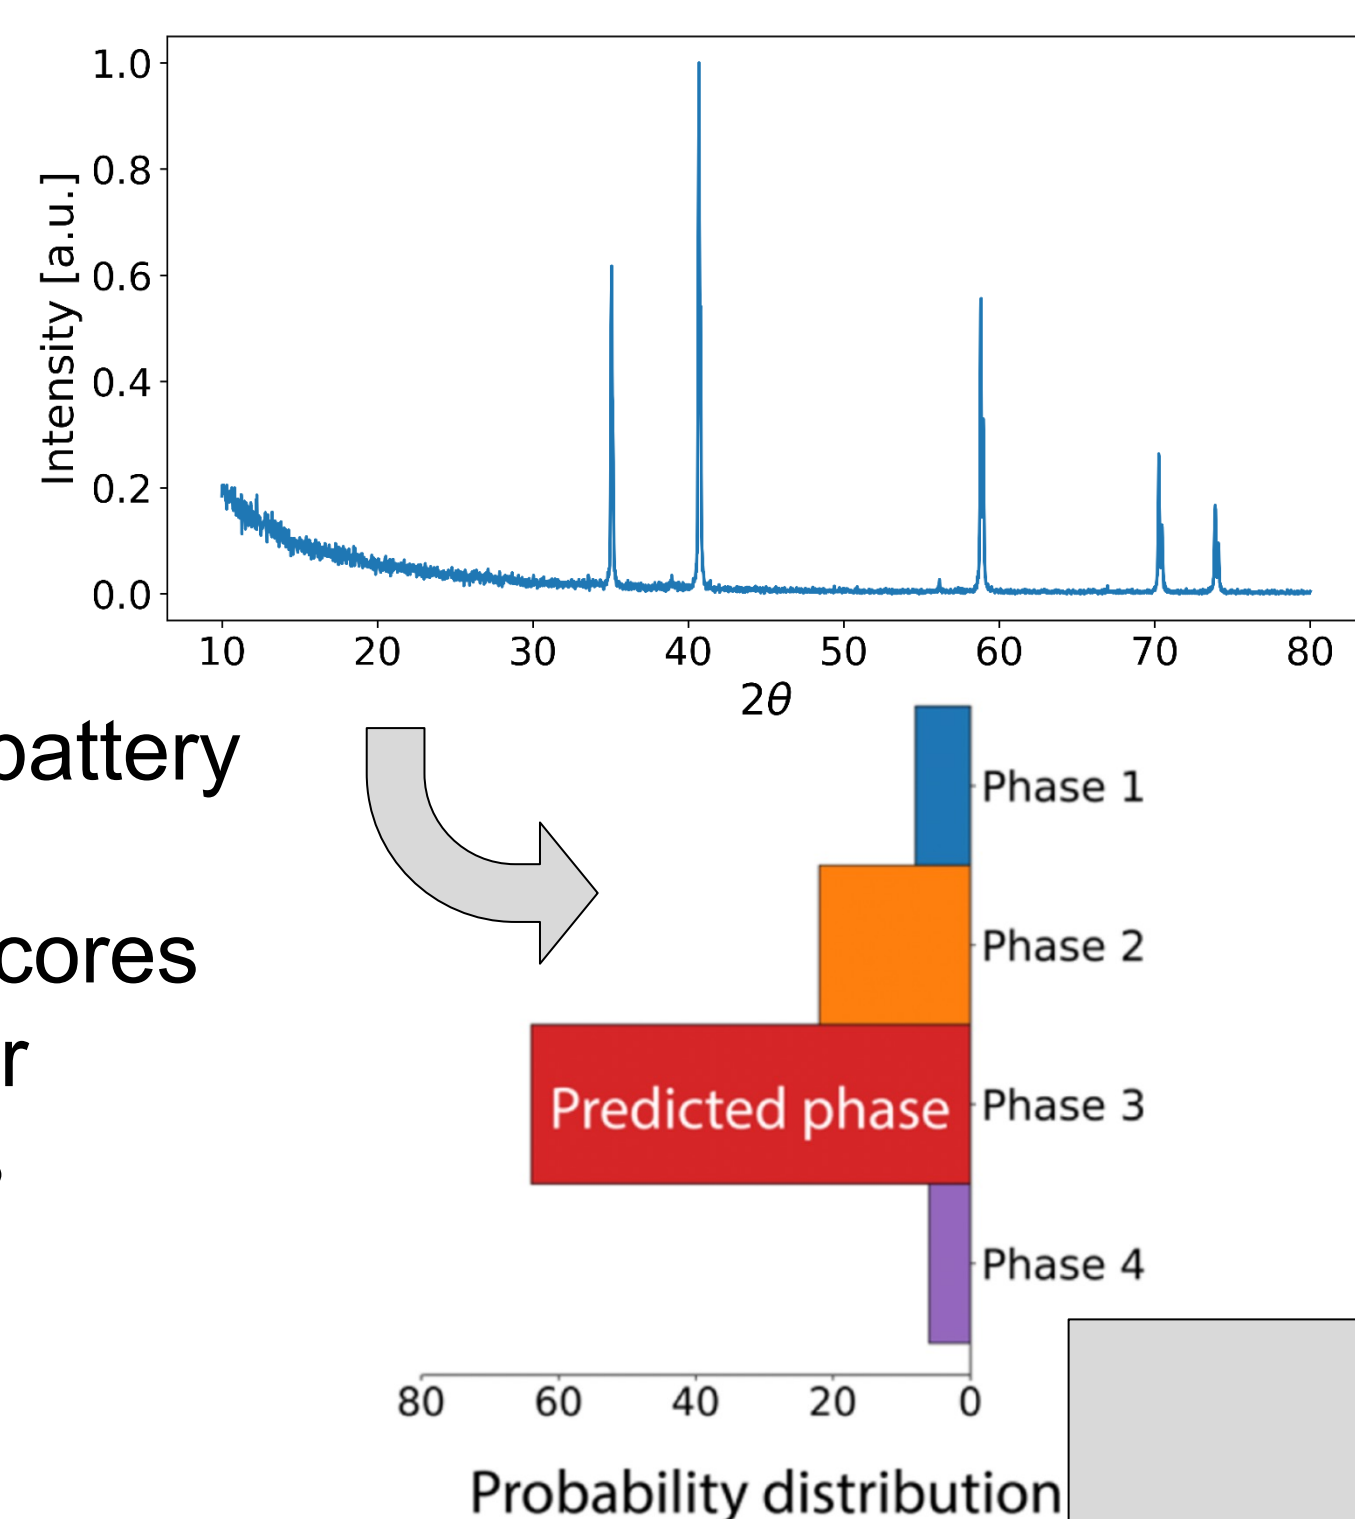 1.0
0.8
0.6
0.4
0.2
0.0
Intensity [a.u.]
10 20 30 40 50 60 70 80
2θ
battery
cores
r
Phase 1
Phase 2
Predicted phase
Phase 3
Phase 4
80 60 40 20 0
Probability distribution